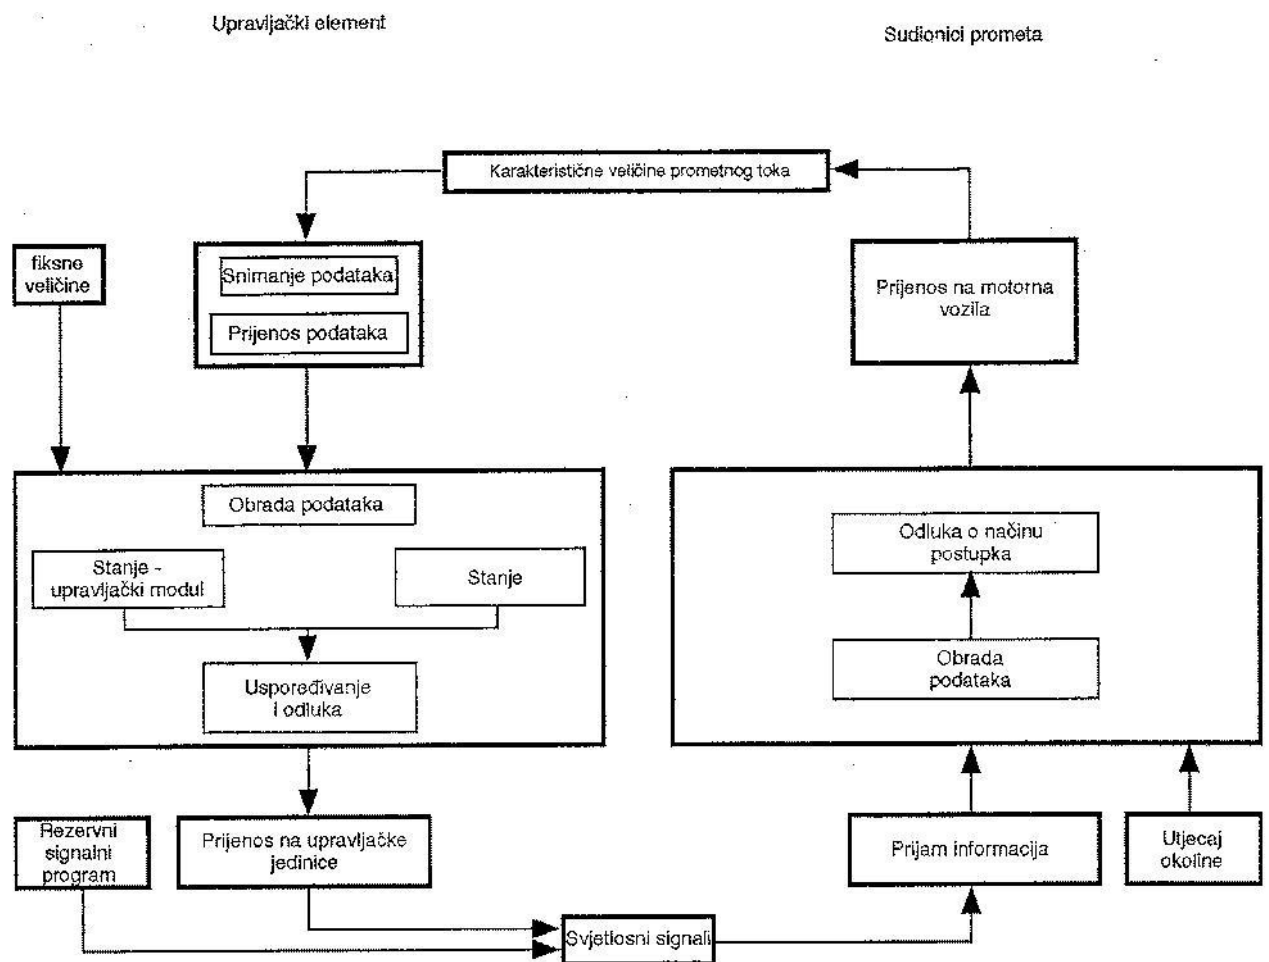 Upravljački element
Sudionici prometa
Karakteristične veličine prometnog toka
fiksne
veličine
Snimanje podataka
Prijenos podataka
Prijenos na motorna
vozila
Obrada podataka
Stanje -
upravljački modul
Stanje
Uspoređivanje
i odluka
Odluka o načinu
postupka
Obrada
podataka
Rezervni
signalni
program
Prijenos na upravljačke
jedinice
Prijam informacija
Utjecaj
okoline
Svjetlosni signali